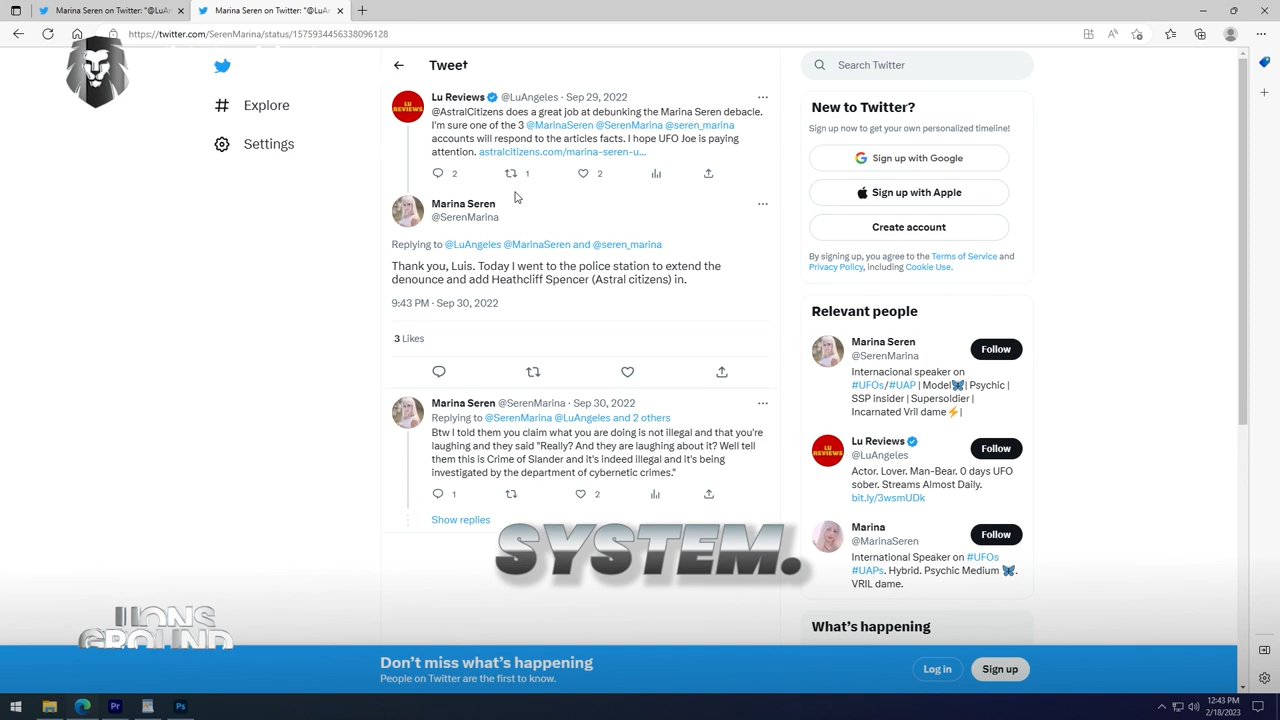 Marina Seren on Twitter: "@LuAn
Marina Seren on Twitter: "@LuAn
https://twitter.com/SerenMarina/status/1575934456338096128
Explore
Settings
Tweet
LU
REVIEWS
Lu Reviews @LuAngeles · Sep 29, 2022
@AstralCitizens does a great job at debunking the Marina Seren debacle.
I'm sure one of the 3 @MarinaSeren @SerenMarina @seren_marina
accounts will respond to the articles facts. I hope UFO Joe is paying
attention. astralcitizens.com/marina-seren-u...
2 1 2
Marina Seren
@SerenMarina
Replying to @LuAngeles @MarinaSeren and @seren_marina
Thank you, Luis. Today I went to the police station to extend the
denounce and add Heathcliff Spencer (Astral citizens) in.
9:43 PM · Sep 30, 2022
3 Likes
Marina Seren @SerenMarina · Sep 30, 2022
Replying to @SerenMarina @LuAngeles and 2 others
Btw I told them you claim what you are doing is not illegal and that you're
laughing and they said "Really? And they are laughing about it? Well tell
them this is Crime of Slander and it's indeed illegal and it's being
investigated by the department of cybernetic crimes."
1 2
Show replies
SYSTEM.
Search Twitter
New to Twitter?
Sign up now to get your own personalized timeline!
Sign up with Google
Sign up with Apple
Create account
By signing up, you agree to the Terms of Service and
Privacy Policy, including Cookie Use.
Relevant people
Marina Seren
@SerenMarina
Follow
Internacional speaker on
#UFOs/#UAP | Model🦋| Psychic |
SSP insider | Supersoldier |
Incarnated Vril dame⚡|
LU
REVIEWS
Lu Reviews
@LuAngeles
Follow
Actor. Lover. Man-Bear. 0 days UFO
sober. Streams Almost Daily.
bit.ly/3wsmUDk
Marina
@MarinaSeren
Follow
International Speaker on #UFOs
#UAPs. Hybrid. Psychic Medium 🦋.
VRIL dame.
What's happening
LIONS
GROUND
Don't miss what's happening
People on Twitter are the first to know.
Log in
Sign up
Pr
Ps
12:43 PM
2/18/2023